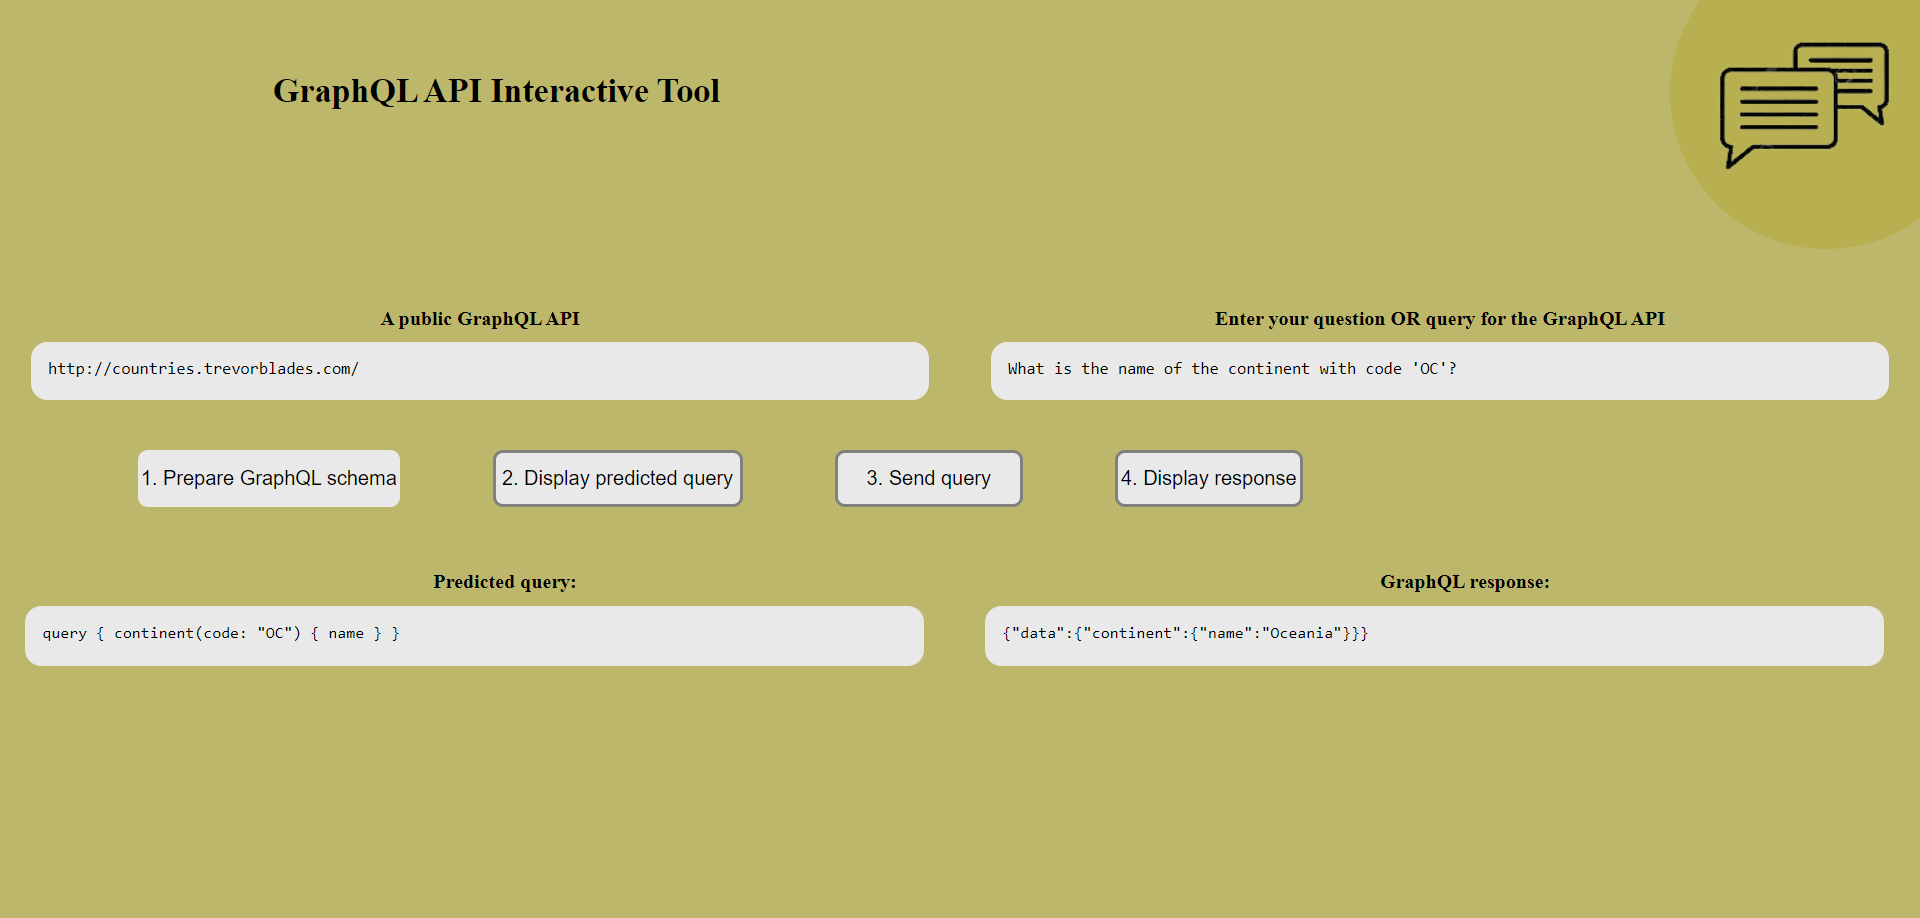 GraphQL API Interactive Tool
A public GraphQL API
Enter your question OR query for the GraphQL API
http://countries.trevorblades.com/
What is the name of the continent with code 'OC'?
1. Prepare GraphQL schema
2. Display predicted query
3. Send query
4. Display response
Predicted query:
GraphQL response:
query { continent(code: "OC") { name } }
{"data":{"continent":{"name":"Oceania"}}}